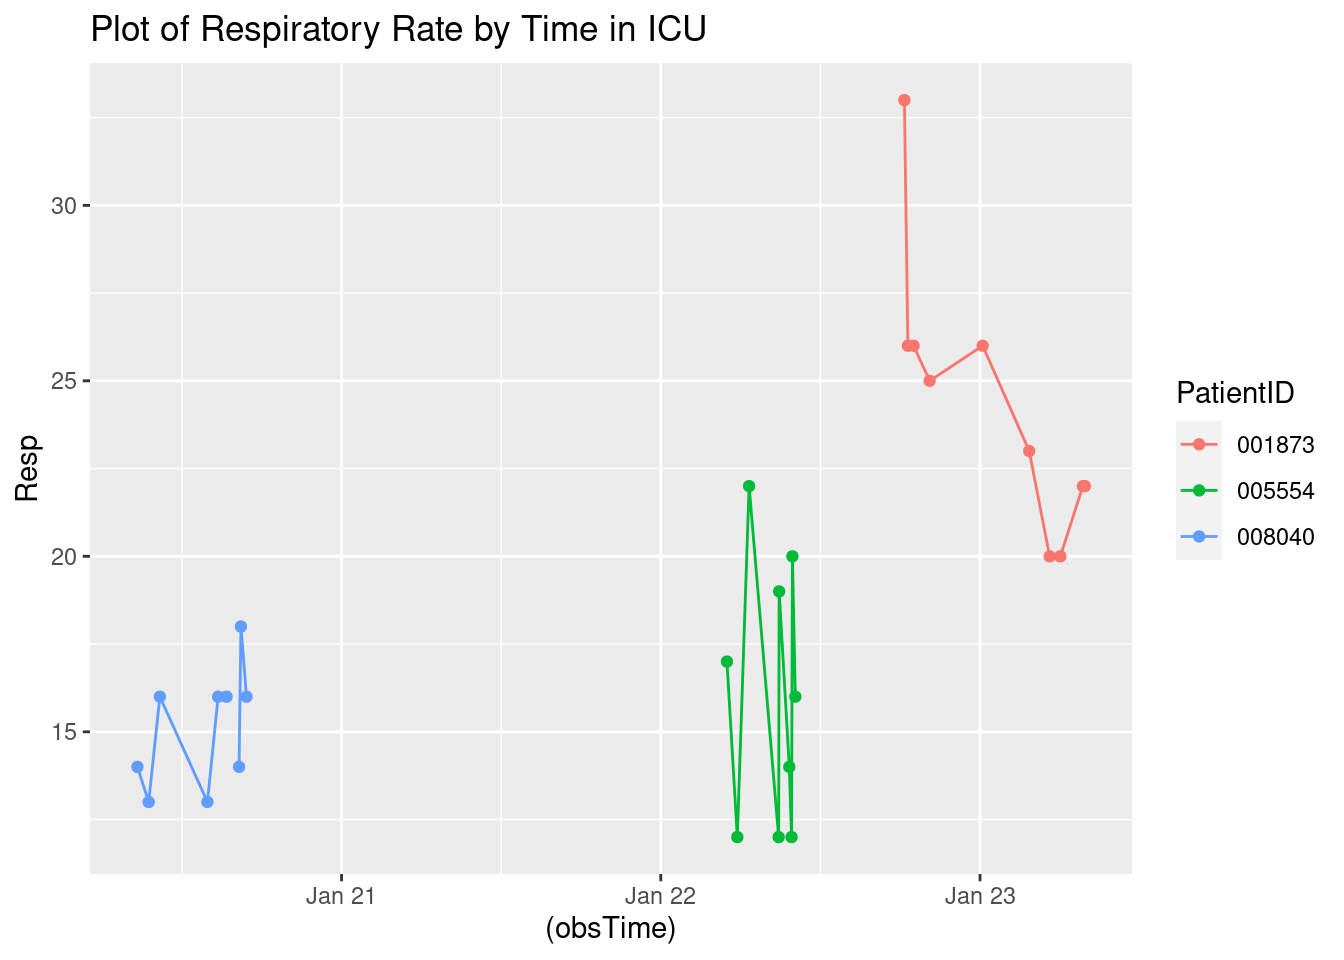 Plot of Respiratory Rate by Time in ICU
30
25
20
15
Resp
Jan 21
Jan 22
Jan 23
(obsTime)
PatientID
001873
005554
008040